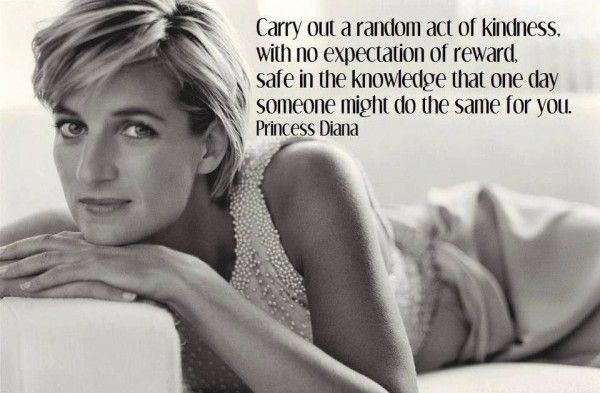 Carry out a random act of kindness,
with no expectation of reward,
safe in the knowledge that one day
someone might do the same for you.
Princess Diana